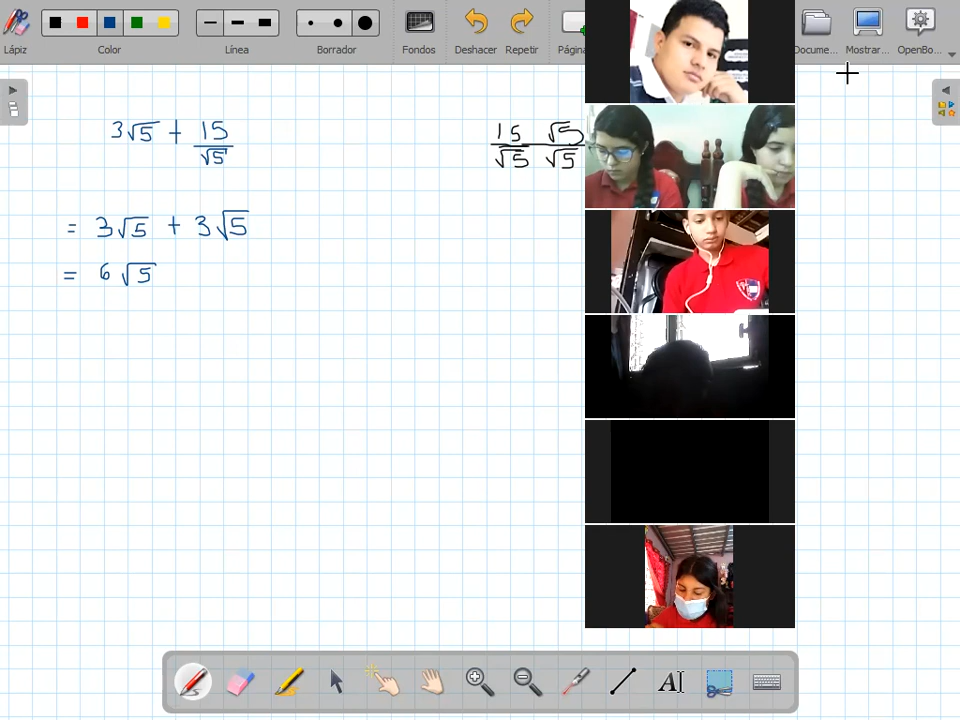 Lápiz Color Línea Borrador Fondos Deshacer Repetir Página Docume... Mostrar... OpenBo...
3√5 + 15/√5
15/√5 √5/√5
= 3√5 + 3√5
= 6√5
A